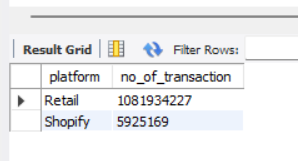 Result Grid Filter Rows:
platform no_of_transaction
Retail 1081934227
Shopify 5925169